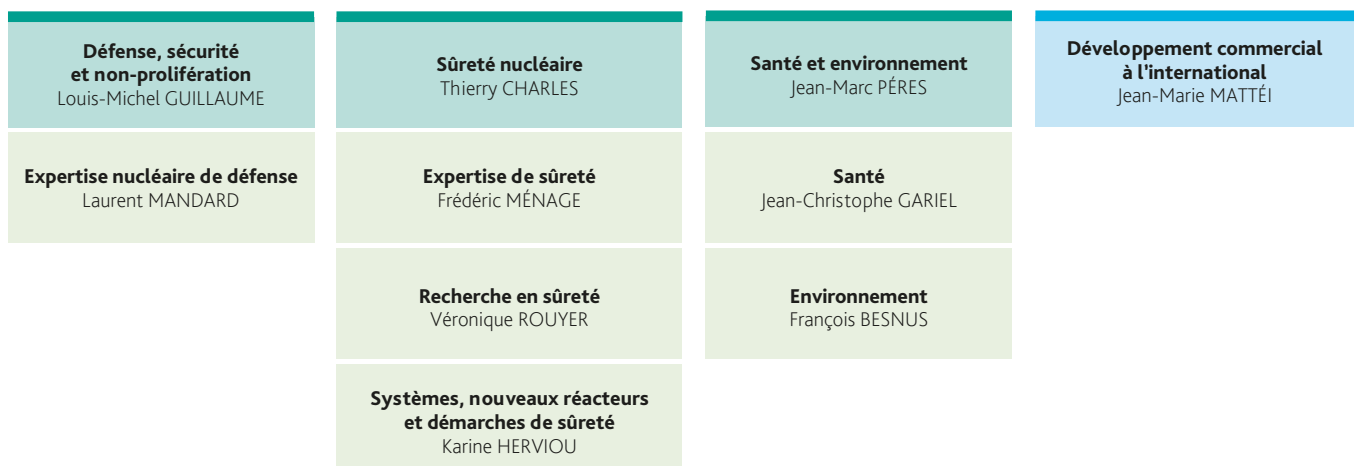 Défense, sécurité
et non-prolifération
Louis-Michel GUILLAUME
Expertise nucléaire de défense
Laurent MANDARD
Sûreté nucléaire
Thierry CHARLES
Expertise de sûreté
Frédéric MÉNAGE
Recherche en sûreté
Véronique ROUYER
Systèmes, nouveaux réacteurs
et démarches de sûreté
Karine HERVIOU
Santé et environnement
Jean-Marc PÉRES
Santé
Jean-Christophe GARIEL
Environnement
François BESNUS
Développement commercial
à l'international
Jean-Marie MATTÉI